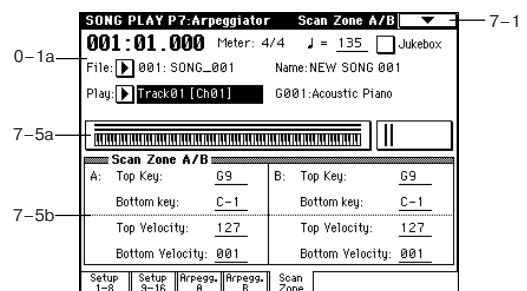 SONG PLAY P7:Arpeggiator Scan Zone A/B
7-1
001:01.000 Meter: 4/4 ♩ = 135 Jukebox
0-1a
File: 001: SONG_001 Name:NEW SONG 001
Play: Track01 [Ch01] G001:Acoustic Piano
7-5a
Scan Zone A/B
A: Top Key: G9 B: Top Key: G9
Bottom key: C-1 Bottom key: C-1
7-5b
Top Velocity: 127 Top Velocity: 127
Bottom Velocity: 001 Bottom Velocity: 001
Setup 1-8 Setup 9-16 Arpegg. A Arpegg. B Scan Zone